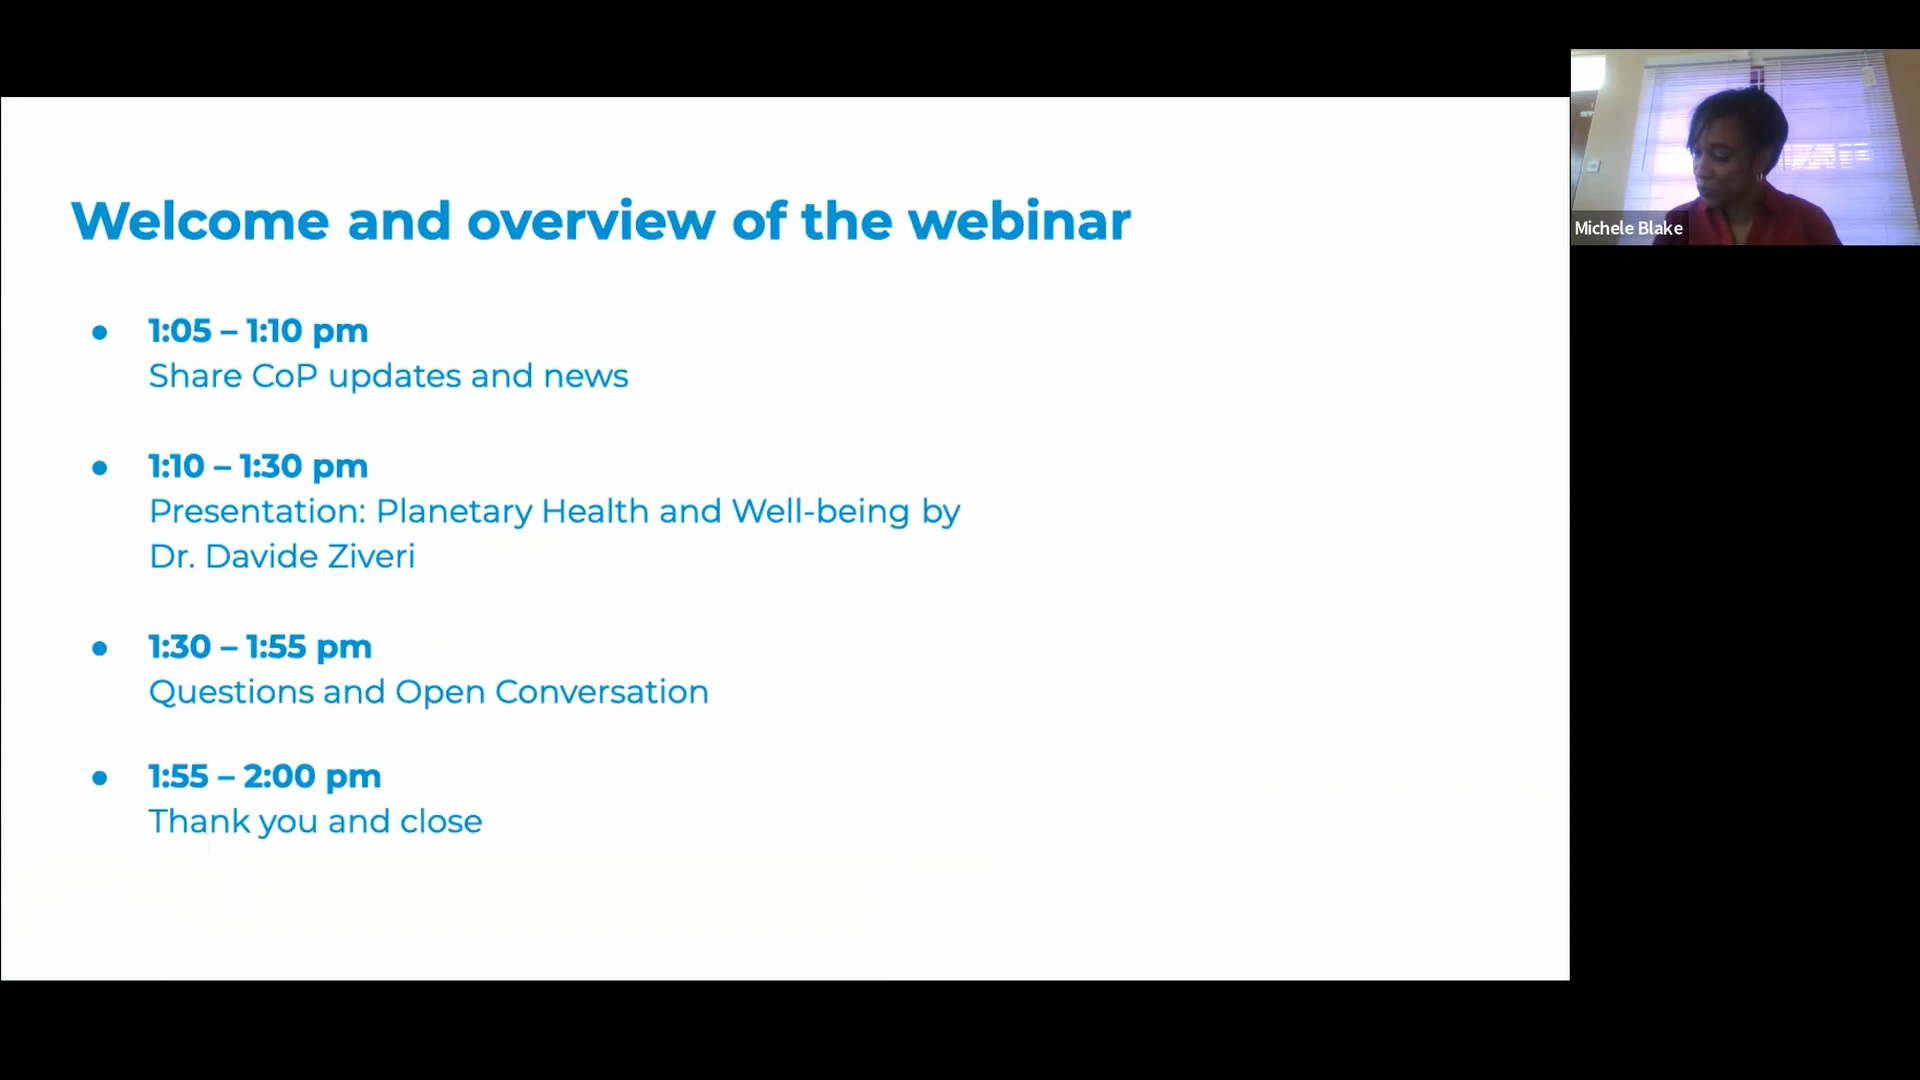 Welcome and overview of the webinar
● 1:05 – 1:10 pm
Share CoP updates and news
● 1:10 – 1:30 pm
Presentation: Planetary Health and Well-being by
Dr. Davide Ziveri
● 1:30 – 1:55 pm
Questions and Open Conversation
● 1:55 – 2:00 pm
Thank you and close
Michele Blake